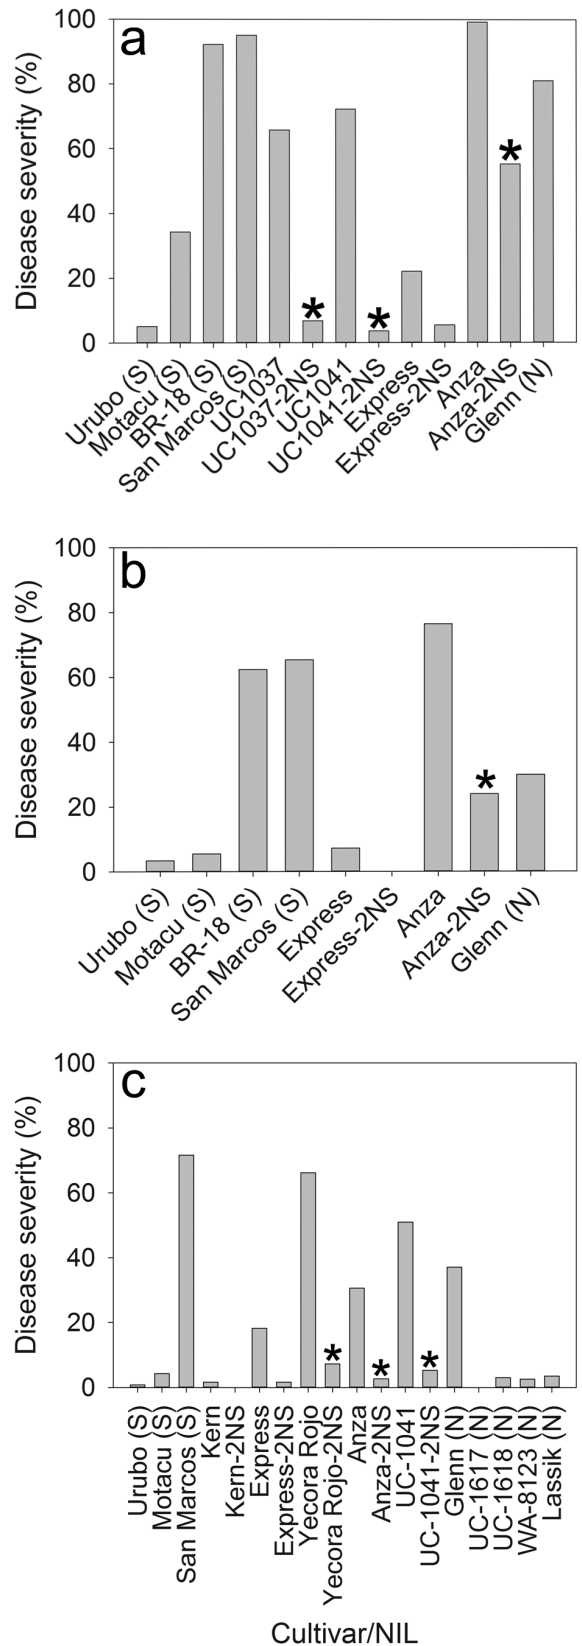 a
Disease severity (%)
100
80
60
40
20
0
*
*
*
Urubo (S)
Motacu (S)
BR-18 (S)
San Marcos (S)
UC1037
UC1037-2NS
UC1041
UC1041-2NS
Express
Express-2NS
Anza
Anza-2NS
Glenn (N)
b
Disease severity (%)
100
80
60
40
20
0
*
Urubo (S)
Motacu (S)
BR-18 (S)
San Marcos (S)
Express
Express-2NS
Anza
Anza-2NS
Glenn (N)
c
Disease severity (%)
100
80
60
40
20
0
*
*
*
Urubo (S)
Motacu (S)
San Marcos (S)
Kern
Kern-2NS
Express
Express-2NS
Yecora Rojo
Yecora Rojo-2NS
Anza
Anza-2NS
UC-1041
UC-1041-2NS
Glenn (N)
UC-1617 (N)
UC-1618 (N)
WA-8123 (N)
Lassik (N)
Cultivar/NIL